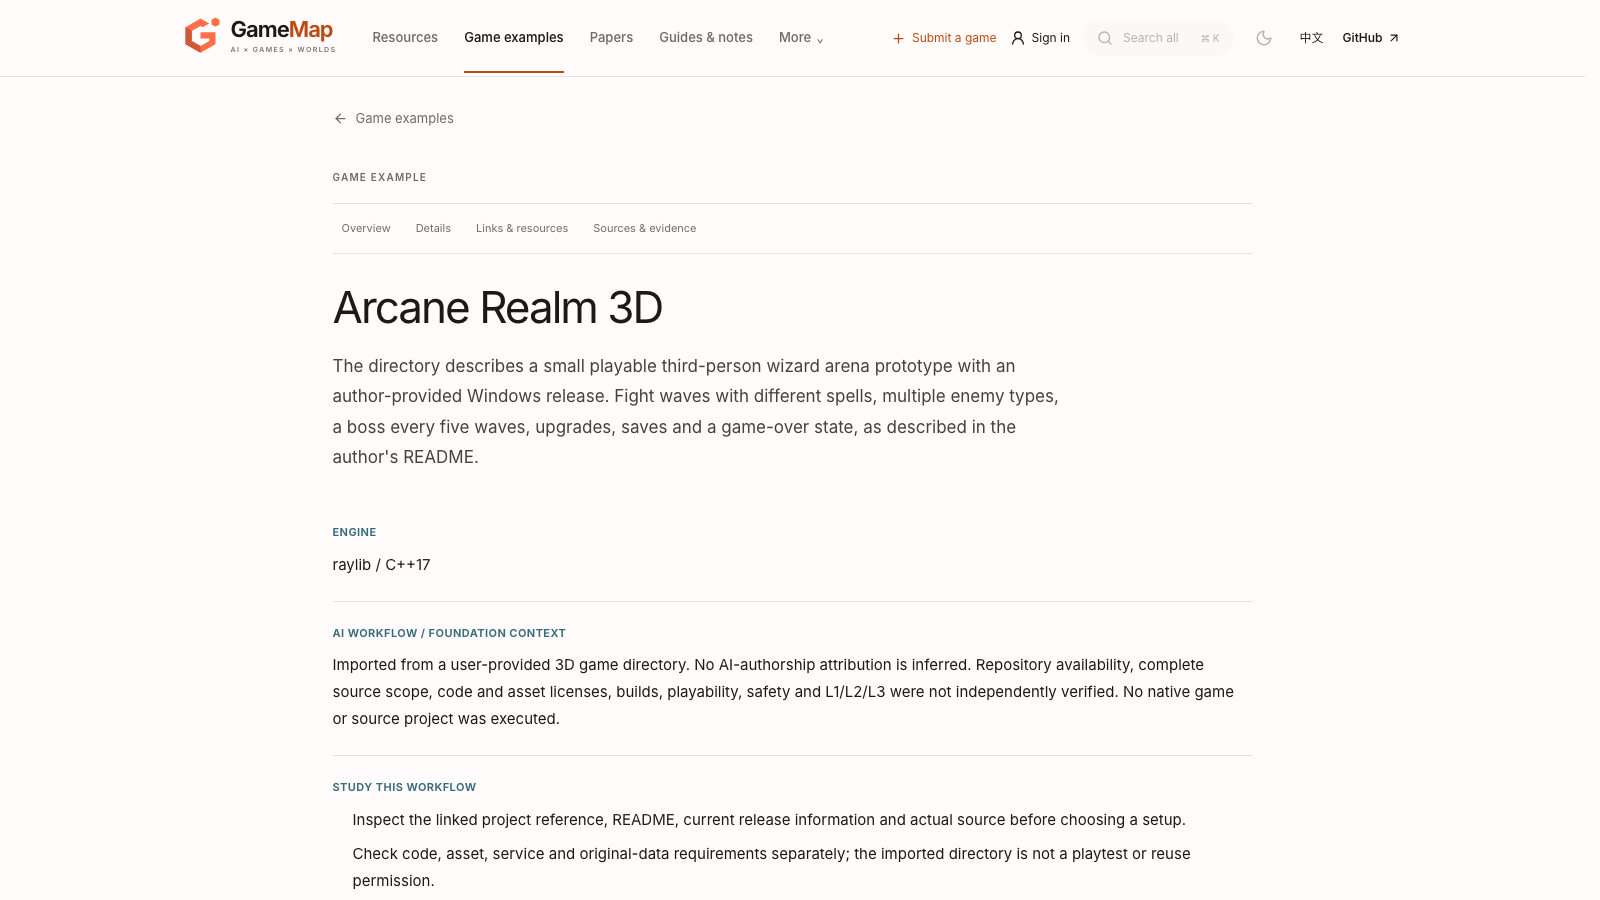 GameMap
AI × GAMES × WORLDS
Resources
Game examples
Papers
Guides & notes
More
Submit a game
Sign in
Search all
⌘ K
中文
GitHub
Game examples
GAME EXAMPLE
Overview
Details
Links & resources
Sources & evidence
Arcane Realm 3D
The directory describes a small playable third-person wizard arena prototype with an
author-provided Windows release. Fight waves with different spells, multiple enemy types,
a boss every five waves, upgrades, saves and a game-over state, as described in the
author's README.
ENGINE
raylib / C++17
AI WORKFLOW / FOUNDATION CONTEXT
Imported from a user-provided 3D game directory. No AI-authorship attribution is inferred. Repository availability, complete
source scope, code and asset licenses, builds, playability, safety and L1/L2/L3 were not independently verified. No native game
or source project was executed.
STUDY THIS WORKFLOW
Inspect the linked project reference, README, current release information and actual source before choosing a setup.
Check code, asset, service and original-data requirements separately; the imported directory is not a playtest or reuse
permission.